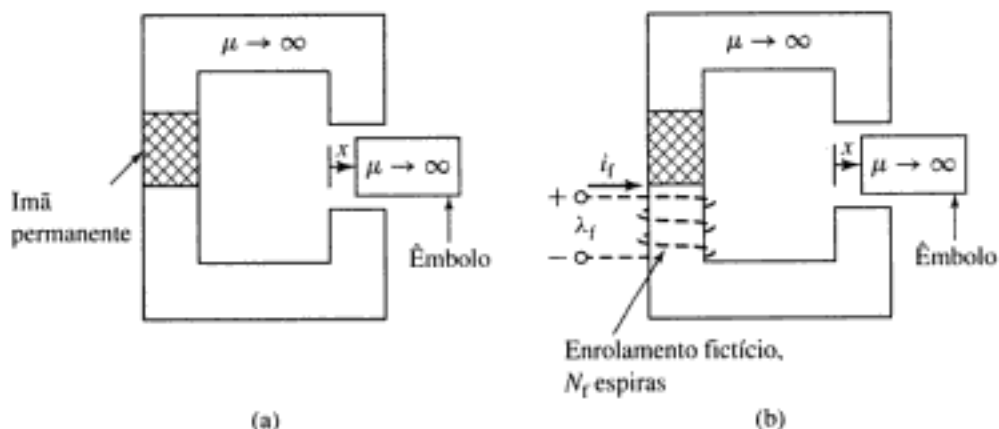 μ → ∞
x
μ → ∞
Imã
permanente
Êmbolo
(a)
μ → ∞
i_f
+
λ_f
−
x
μ → ∞
Êmbolo
Enrolamento fictício,
N_f espiras
(b)